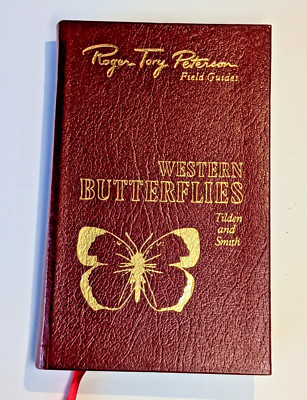 Roger Tory Peterson
Field Guides
WESTERN
BUTTERFLIES
Tilden
and
Smith